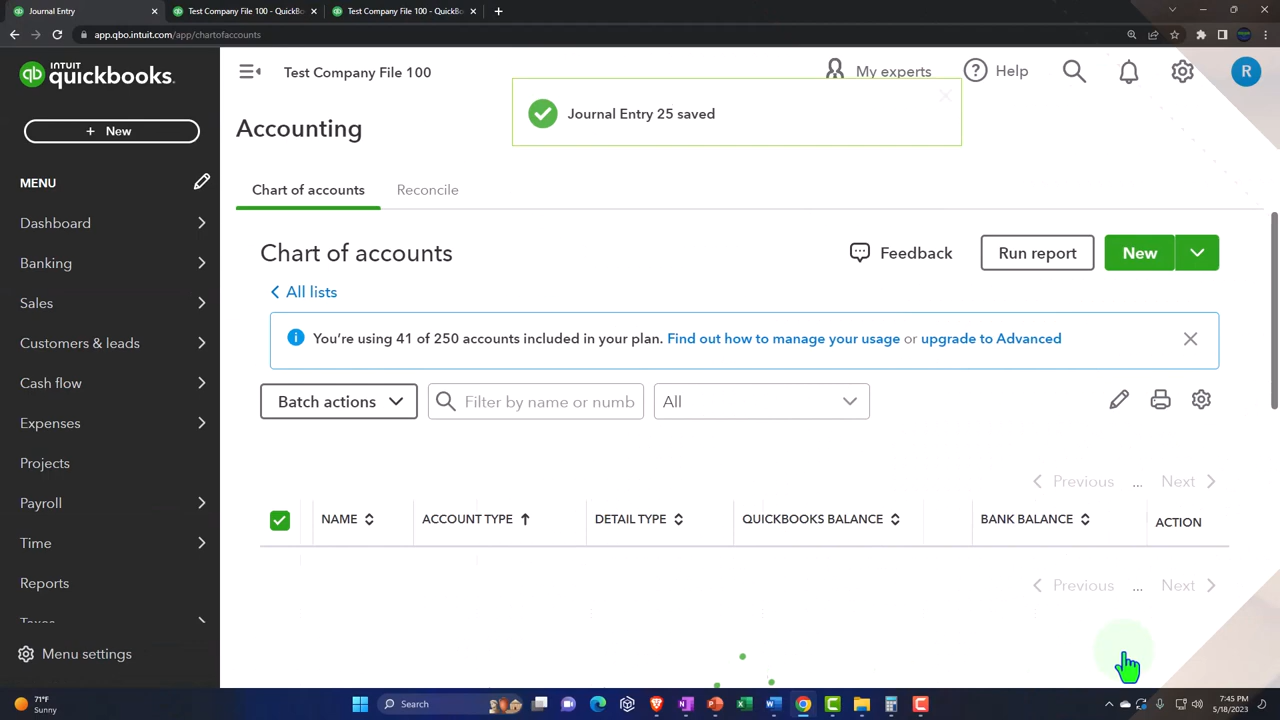 Journal Entry
Test Company File 100 - QuickBo
Test Company File 100 - QuickBo
app.qbo.intuit.com/app/chartofaccounts
INTUIT
quickbooks.
Test Company File 100
My experts
Help
R
Journal Entry 25 saved
+ New
Accounting
MENU
Chart of accounts
Reconcile
Dashboard
Banking
Sales
Customers & leads
Cash flow
Expenses
Projects
Payroll
Time
Reports
Taxes
Menu settings
Chart of accounts
Feedback
Run report
New
All lists
You're using 41 of 250 accounts included in your plan. Find out how to manage your usage or upgrade to Advanced
Batch actions
Filter by name or numb
All
Previous ... Next
NAME ACCOUNT TYPE DETAIL TYPE QUICKBOOKS BALANCE BANK BALANCE ACTION
Previous ... Next
71°F
Sunny
Search
7:45 PM
5/18/2023